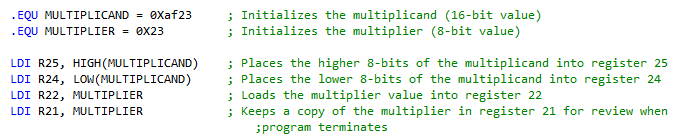 .EQU MULTIPLICAND = 0Xaf23 ; Initializes the multiplicand (16-bit value)
.EQU MULTIPLIER = 0X23 ; Initializes the multiplier (8-bit value)
LDI R25, HIGH(MULTIPLICAND) ; Places the higher 8-bits of the multiplicand into register 25
LDI R24, LOW(MULTIPLICAND) ; Places the lower 8-bits of the multiplicand into register 24
LDI R22, MULTIPLIER ; Loads the multiplier value into register 22
LDI R21, MULTIPLIER ; Keeps a copy of the multiplier in register 21 for review when
;program terminates